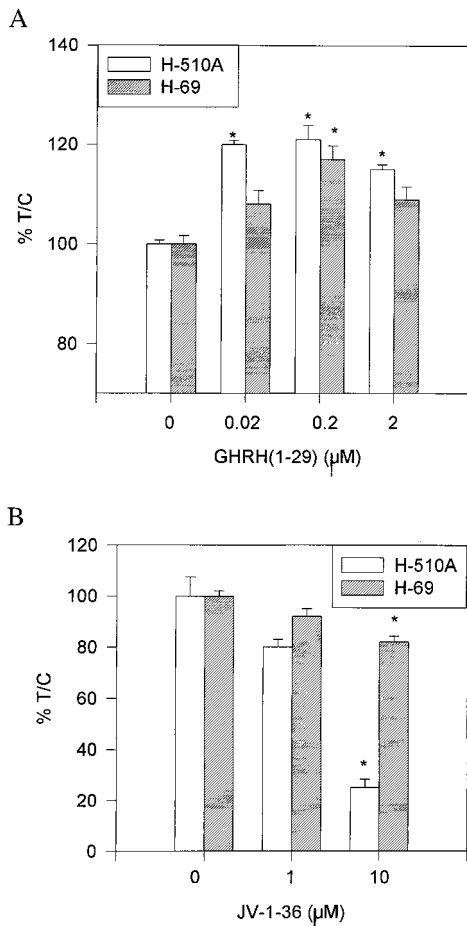 A
140
120
100
80
% T/C
H-510A
H-69
*
* *
*
0 0.02 0.2 2
GHRH(1-29) (µM)
B
120
100
80
60
40
20
0
% T/C
H-510A
H-69
*
*
0 1 10
JV-1-36 (µM)